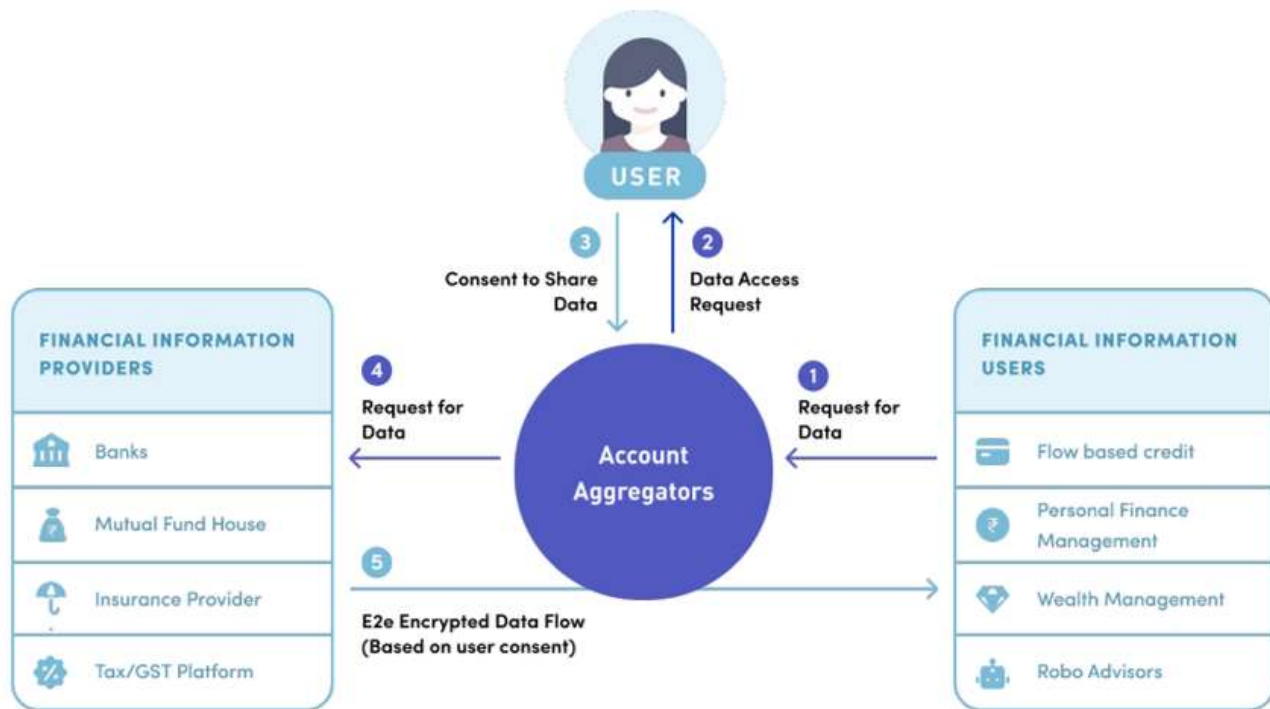 USER
3
Consent to Share
Data
2
Data Access
Request
FINANCIAL INFORMATION
PROVIDERS
Banks
Mutual Fund House
Insurance Provider
Tax/GST Platform
4
Request for
Data
Account
Aggregators
1
Request for
Data
5
E2e Encrypted Data Flow
(Based on user consent)
FINANCIAL INFORMATION
USERS
Flow based credit
₹
Personal Finance
Management
Wealth Management
Robo Advisors